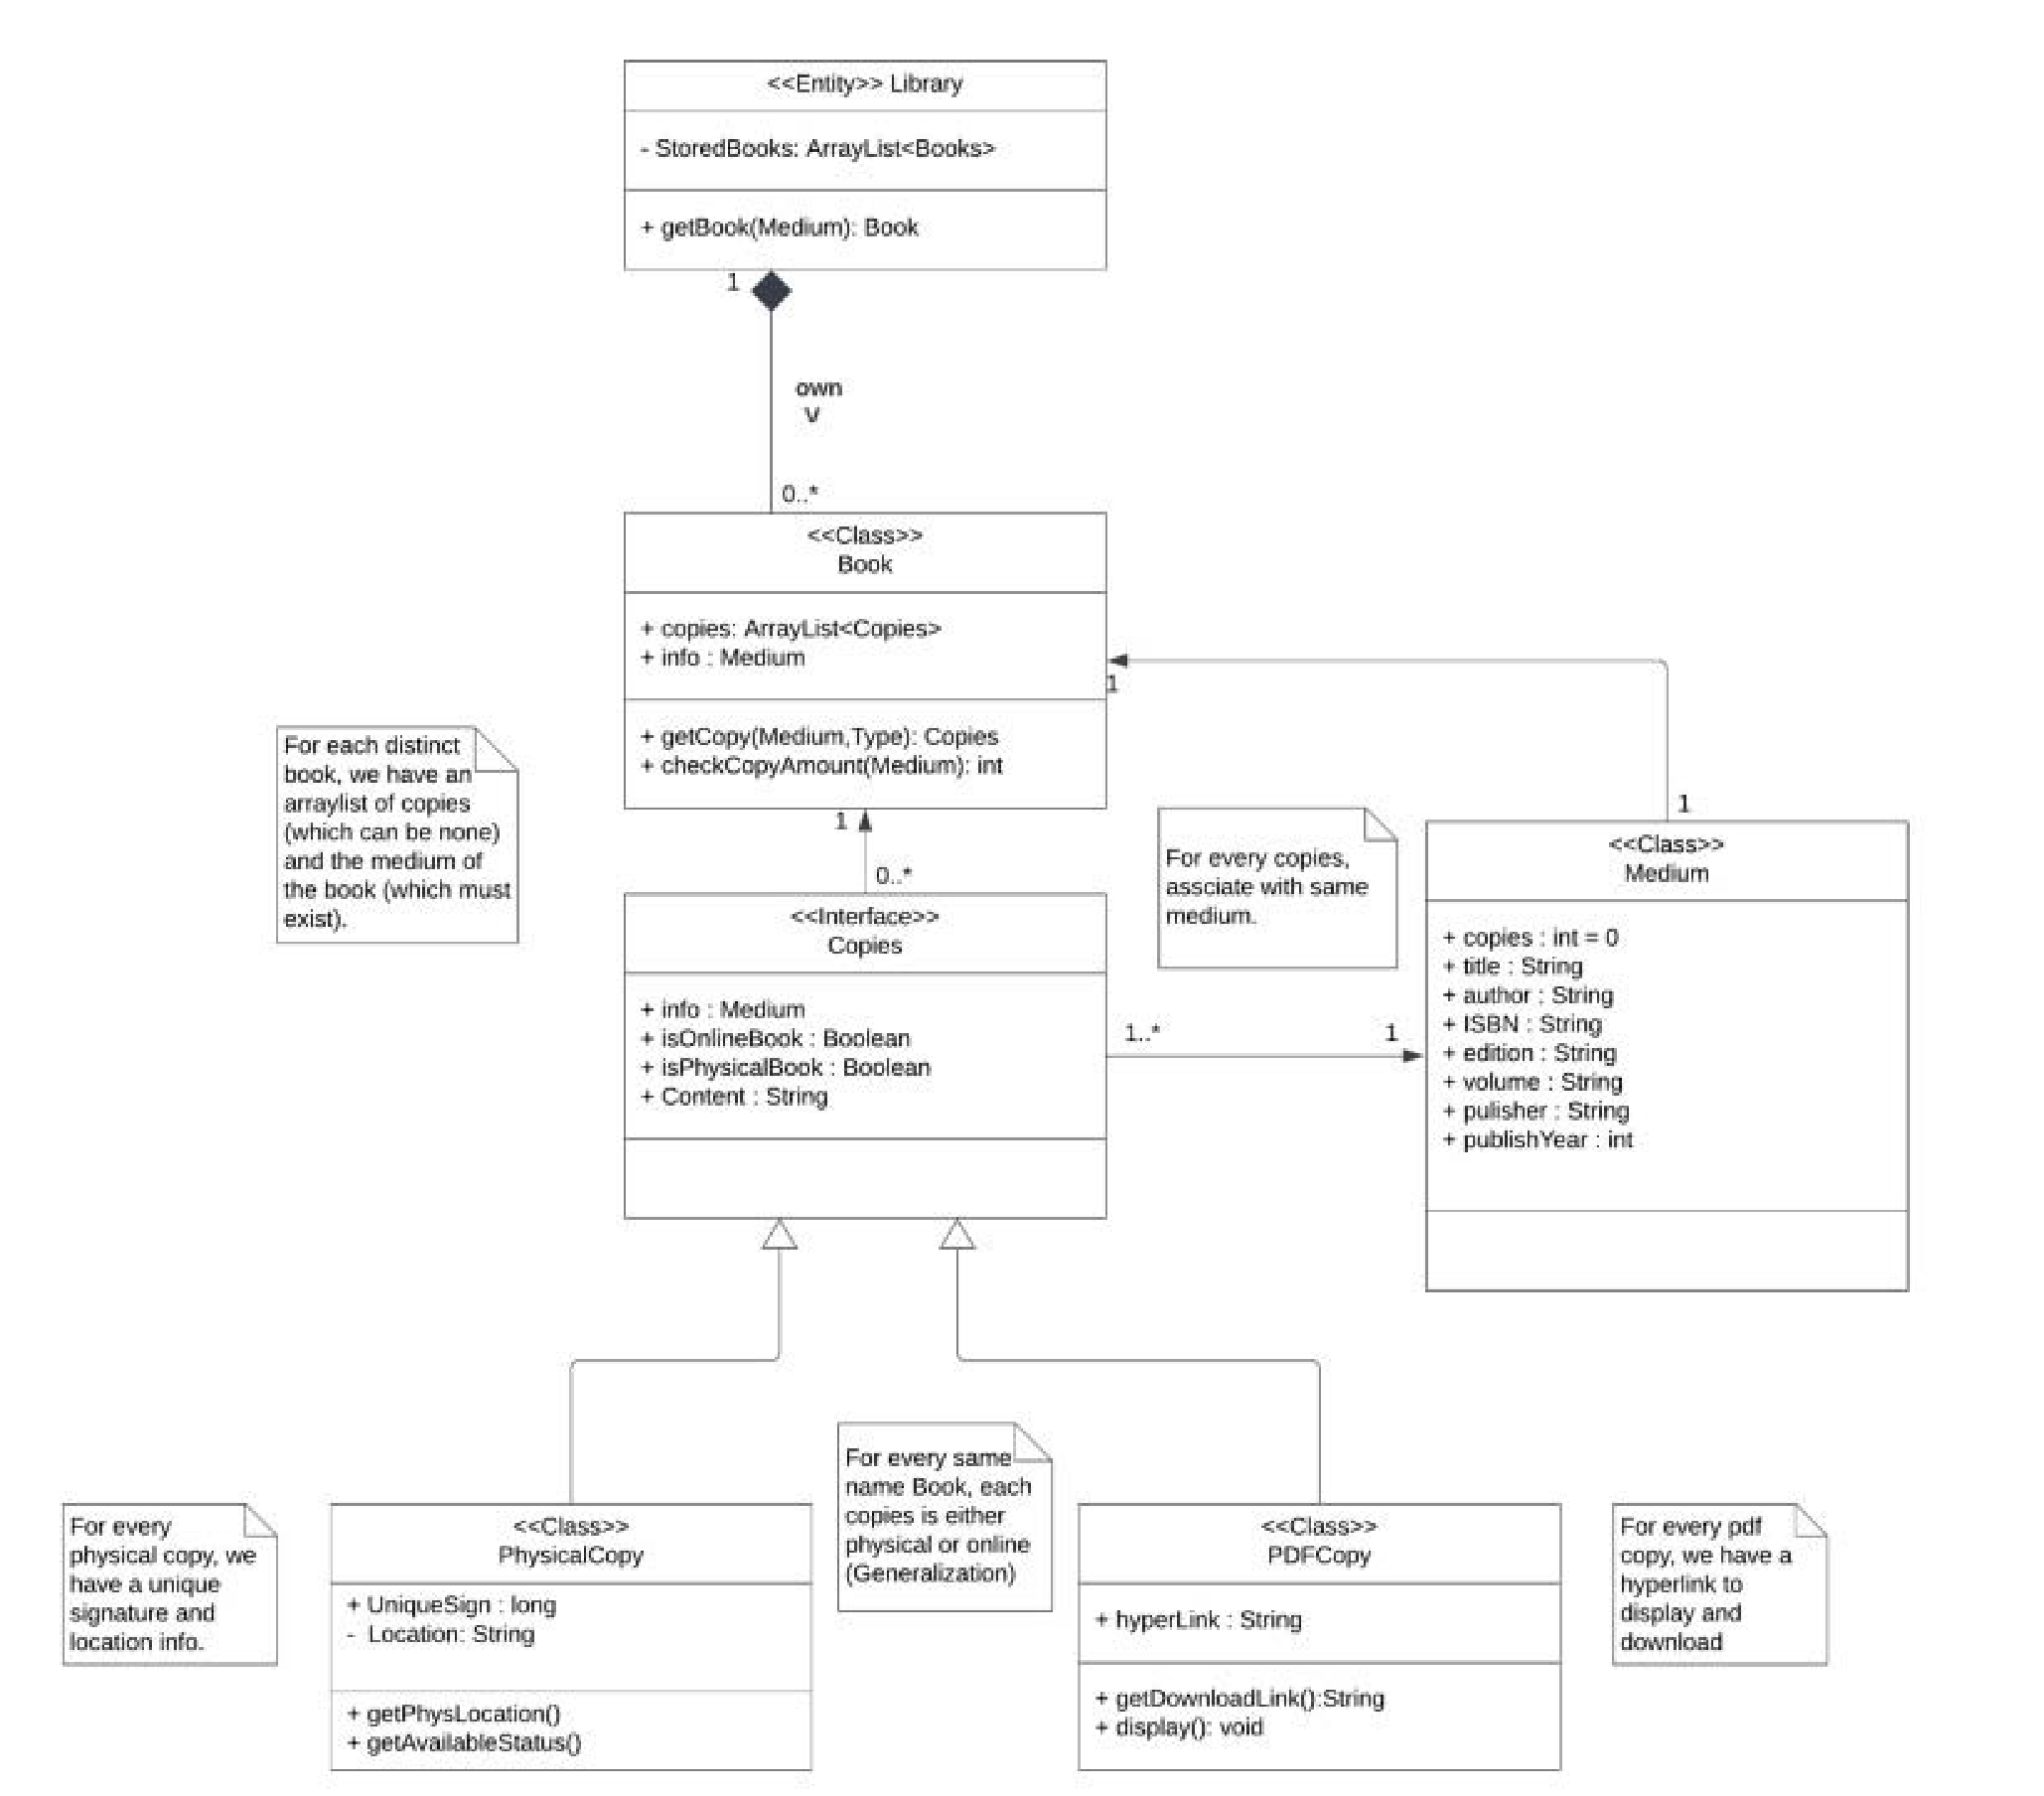 <<Entity>> Library
- StoredBooks: ArrayList<Books>
+ getBook(Medium): Book
1
own
V
0..*
<<Class>>
Book
+ copies: ArrayList<Copies>
+ info : Medium
1
+ getCopy(Medium,Type): Copies
+ checkCopyAmount(Medium): int
For each distinct
book, we have an
arraylist of copies
(which can be none)
and the medium of
the book (which must
exist).
1
0..*
For every copies,
assciate with same
medium.
1
<<Class>>
Medium
+ copies : int = 0
+ title : String
+ author : String
+ ISBN : String
+ edition : String
+ volume : String
+ pulisher : String
+ publishYear : int
<<Interface>>
Copies
+ info : Medium
+ isOnlineBook : Boolean
+ isPhysicalBook : Boolean
+ Content : String
1..*
1
For every
physical copy, we
have a unique
signature and
location info.
<<Class>>
PhysicalCopy
+ UniqueSign : long
- Location: String
+ getPhysLocation()
+ getAvailableStatus()
For every same
name Book, each
copies is either
physical or online
(Generalization)
<<Class>>
PDFCopy
+ hyperLink : String
+ getDownloadLink():String
+ display(): void
For every pdf
copy, we have a
hyperlink to
display and
download